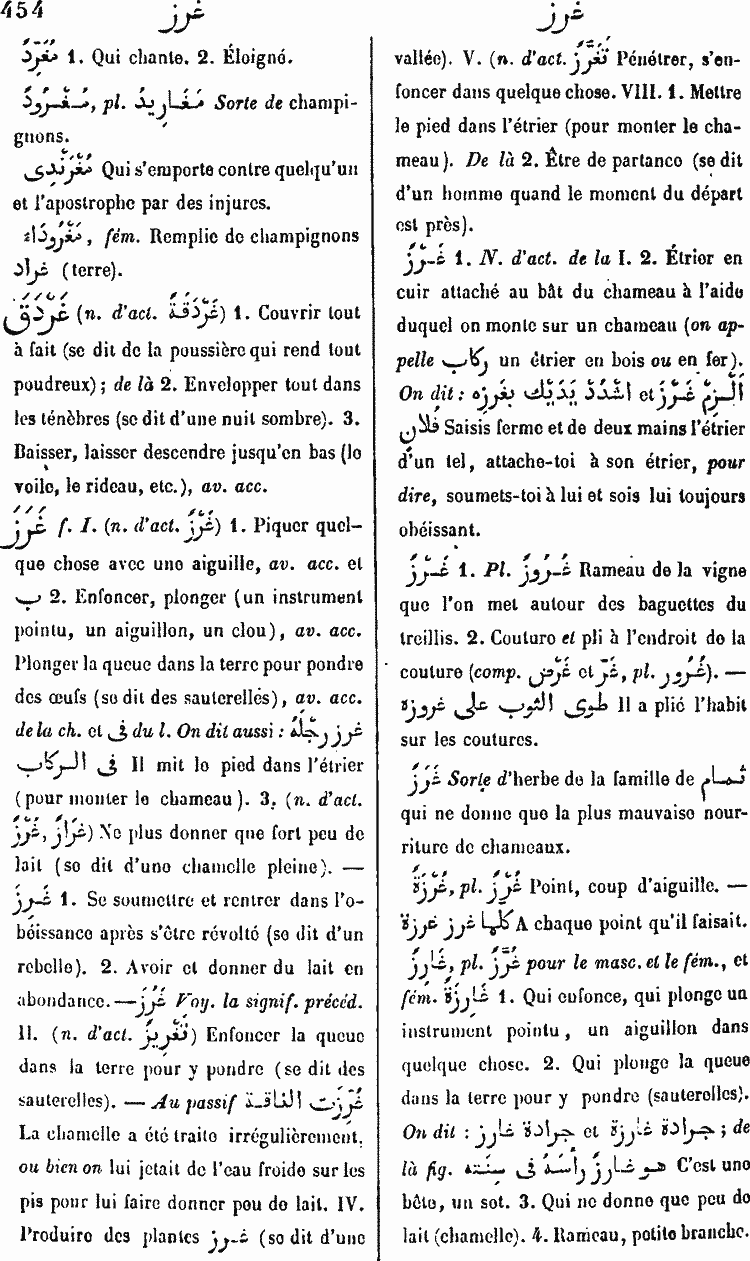 454
غرز
غرز
مُغَرِّدٌ 1. Qui chante. 2. Éloigné.
مُغْرُودٌ, pl. مَغَارِيدُ Sorte de champi-
gnons.
مُغْرَنْدِى Qui s'emporte contre quelqu'un
et l'apostrophe par des injures.
مَغْرُودَاءُ, fém. Remplie de champignons
غراد (terre).
غَرْدَقَ (n. d'act. غَرْدَقَةٌ) 1. Couvrir tout
à fait (se dit de la poussière qui rend tout
poudreux); de là 2. Envelopper tout dans
les ténèbres (se dit d'une nuit sombre). 3.
Baisser, laisser descendre jusqu'en bas (le
voile, le rideau, etc.), av. acc.
غَرَزَ f. I. (n. d'act. غَرْزٌ) 1. Piquer quel-
que chose avec une aiguille, av. acc. et
ب 2. Enfoncer, plonger (un instrument
pointu, un aiguillon, un clou), av. acc.
Plonger la queue dans la terre pour pondre
des œufs (se dit des sauterelles), av. acc.
de la ch. et فى du l. On dit aussi : غرز رِجْلَهُ
فى الركاب Il mit le pied dans l'étrier
(pour monter le chameau). 3. (n. d'act.
غَرْزٌ, غِرَازٌ) Ne plus donner que fort peu de
lait (se dit d'une chamelle pleine). —
غَرِزَ 1. Se soumettre et rentrer dans l'o-
béissance après s'être révolté (se dit d'un
rebelle). 2. Avoir et donner du lait en
abondance. — غَرُزَ Voy. la signif. précéd.
II. (n. d'act. تَغْرِيزٌ) Enfoncer la queue
dans la terre pour y pondre (se dit des
sauterelles). — Au passif غُرِّزَت الناقة
La chamelle a été traite irrégulièrement,
ou bien on lui jetait de l'eau froide sur les
pis pour lui faire donner peu de lait. IV.
Produire des plantes غرز (se dit d'une
vallée). V. (n. d'act. تَغَرُّزٌ Pénétrer, s'en-
foncer dans quelque chose. VIII. 1. Mettre
le pied dans l'étrier (pour monter le cha-
meau). De là 2. Être de partance (se dit
d'un homme quand le moment du départ
est près).
غَرْزٌ 1. N. d'act. de la I. 2. Étrier en
cuir attaché au bât du chameau à l'aide
duquel on monte sur un chameau (on ap-
pelle ركاب un étrier en bois ou en fer).
On dit : اشْدُدْ يَدَيْكَ بغرزه et اَلْزِمْ غَرْزَ
فلان Saisis ferme et de deux mains l'étrier
d'un tel, attache-toi à son étrier, pour
dire, soumets-toi à lui et sois lui toujours
obéissant.
غَرْزٌ 1. Pl. غُرُوزٌ Rameau de la vigne
que l'on met autour des baguettes du
treillis. 2. Couture et pli à l'endroit de la
couture (comp. غَرْض et غَرّ, pl. غُرُور). —
طوى الثوب على غروزه Il a plié l'habit
sur les coutures.
غَرَزٌ Sorte d'herbe de la famille de ثُمام
qui ne donne que la plus mauvaise nour-
riture de chameaux.
غُرْزَةٌ, pl. غُرَزٌ Point, coup d'aiguille. —
كلما غرز غرزة A chaque point qu'il faisait.
غَارِزٌ, pl. غُرَّزٌ pour le masc. et le fém., et
fém. غَارِزَةٌ 1. Qui enfonce, qui plonge un
instrument pointu, un aiguillon dans
quelque chose. 2. Qui plonge la queue
dans la terre pour y pondre (sauterelles).
On dit : جرادة غارز et جرادة غارزة; de
là fig. هو غَارِزٌ رأسَهُ فى سنته C'est une
bête, un sot. 3. Qui ne donne que peu de
lait (chamelle). 4. Rameau, petite branche.